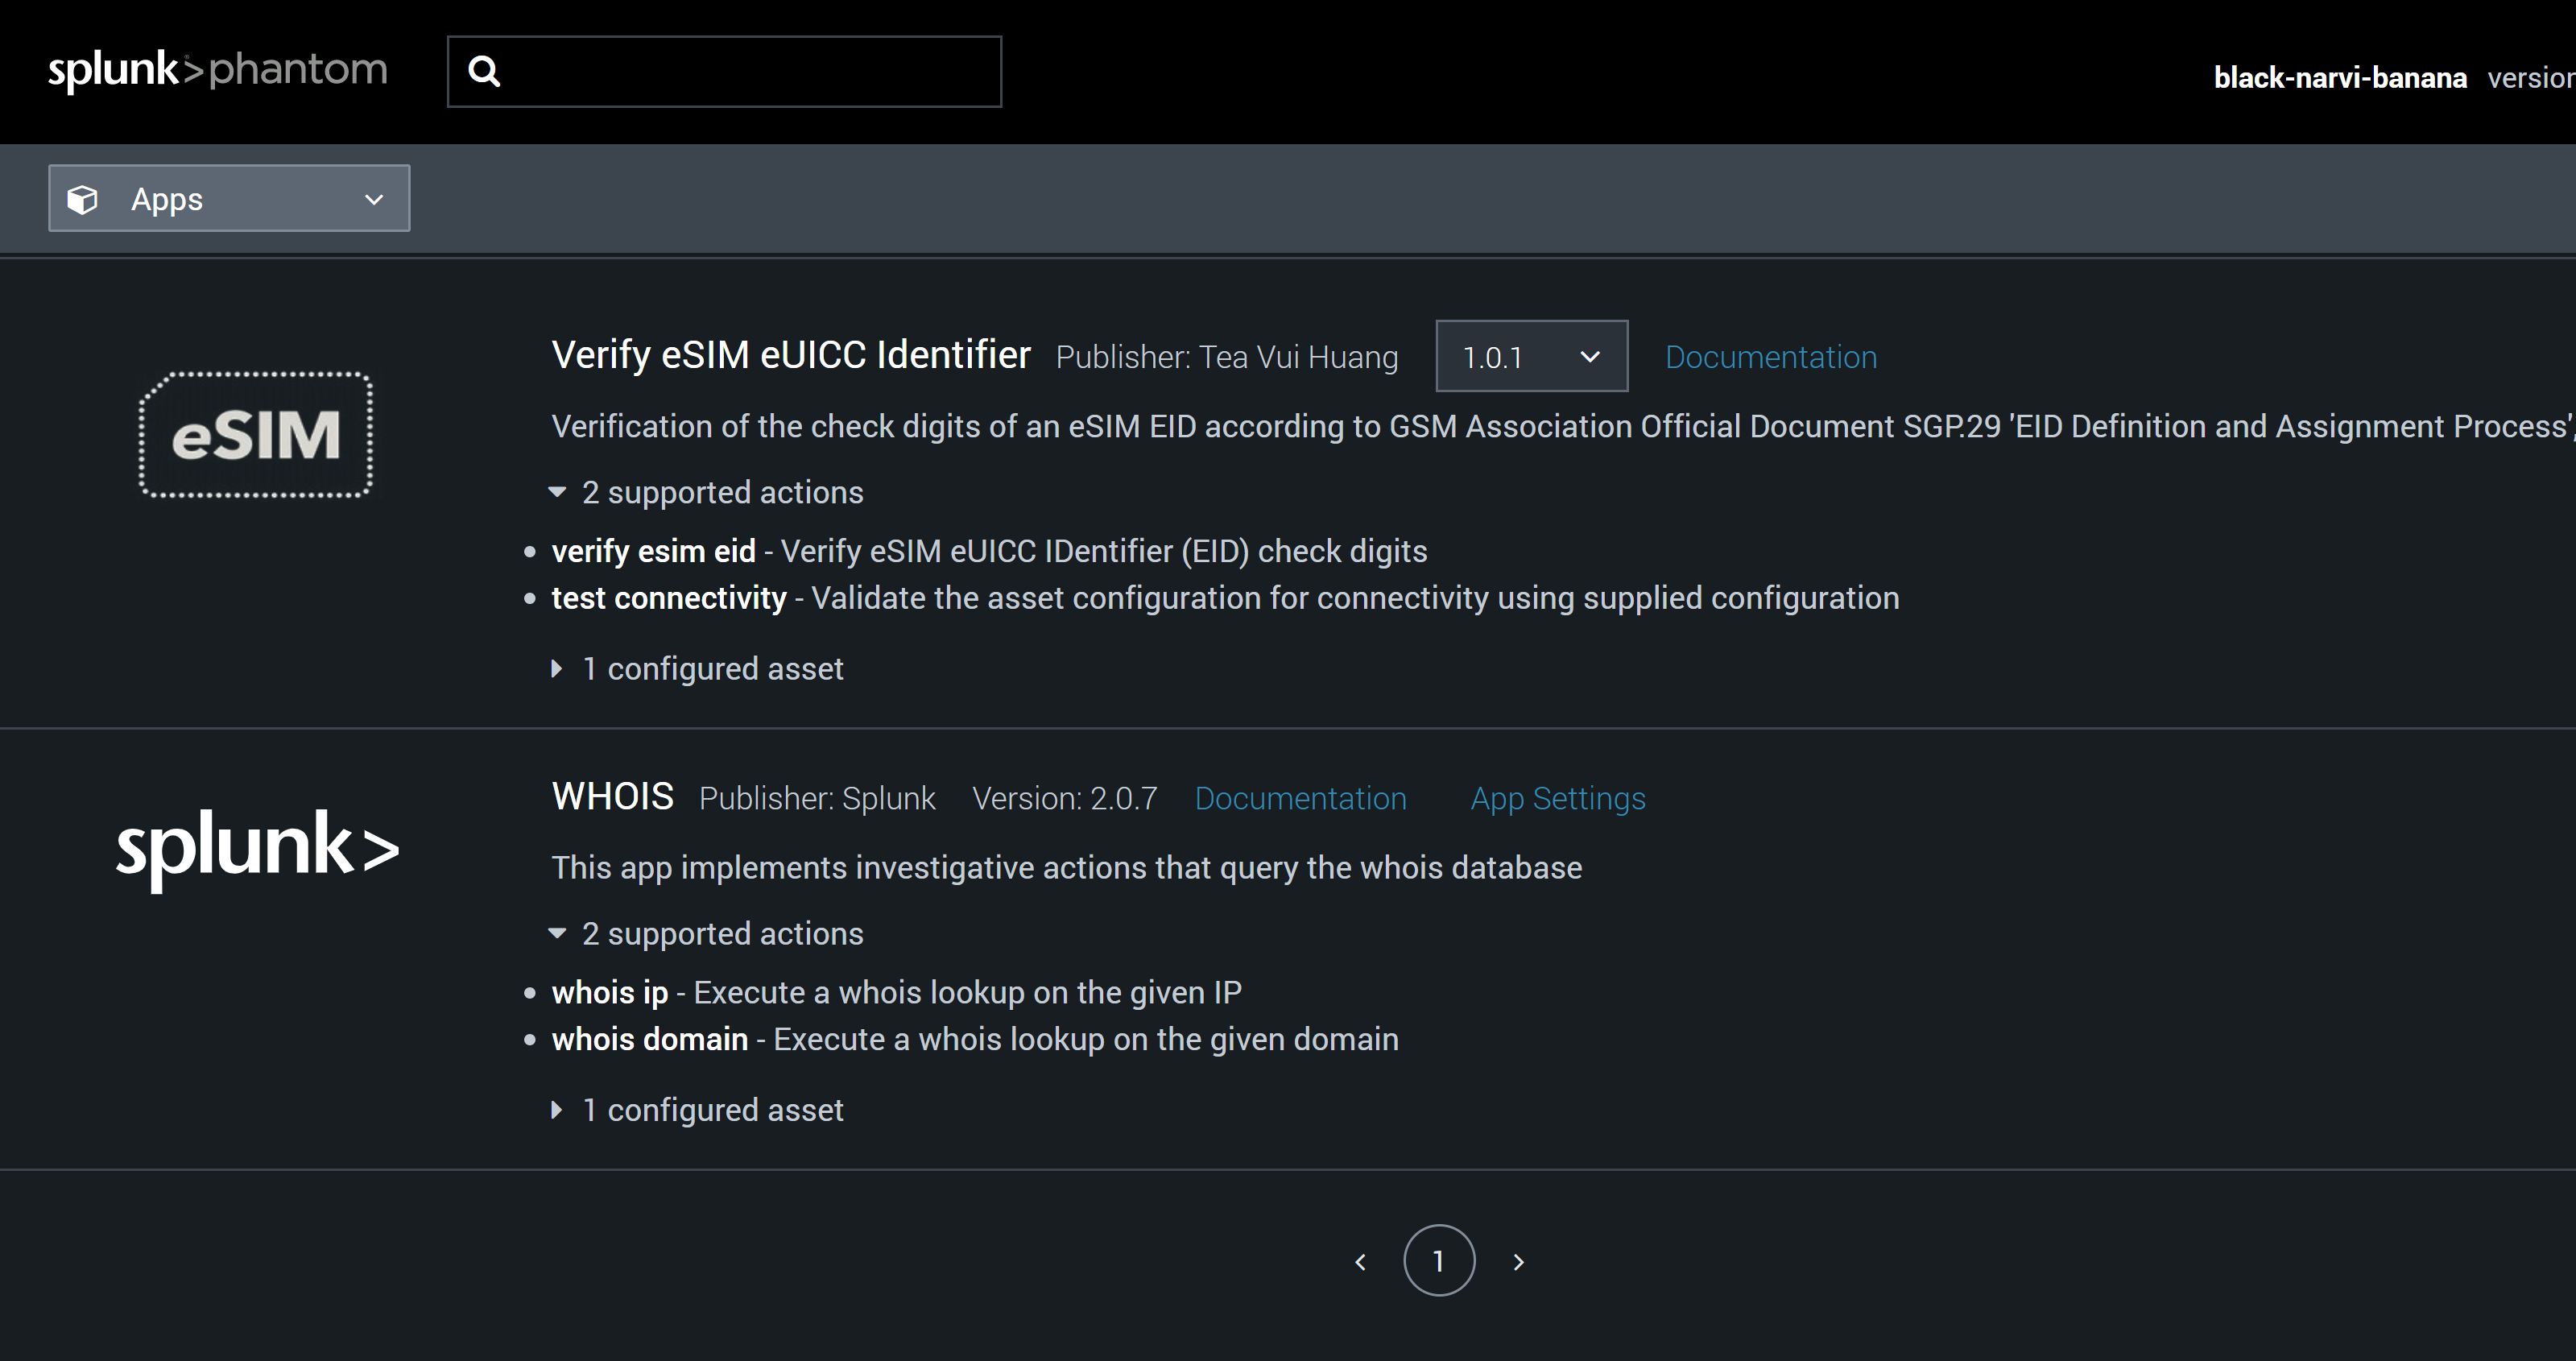 splunk>phantom
black-narvi-banana version
Apps
Verify eSIM eUICC Identifier Publisher: Tea Vui Huang 1.0.1 Documentation
eSIM
Verification of the check digits of an eSIM EID according to GSM Association Official Document SGP.29 'EID Definition and Assignment Process',
2 supported actions
verify esim eid - Verify eSIM eUICC IDentifier (EID) check digits
test connectivity - Validate the asset configuration for connectivity using supplied configuration
1 configured asset
WHOIS Publisher: Splunk Version: 2.0.7 Documentation App Settings
splunk>
This app implements investigative actions that query the whois database
2 supported actions
whois ip - Execute a whois lookup on the given IP
whois domain - Execute a whois lookup on the given domain
1 configured asset
1